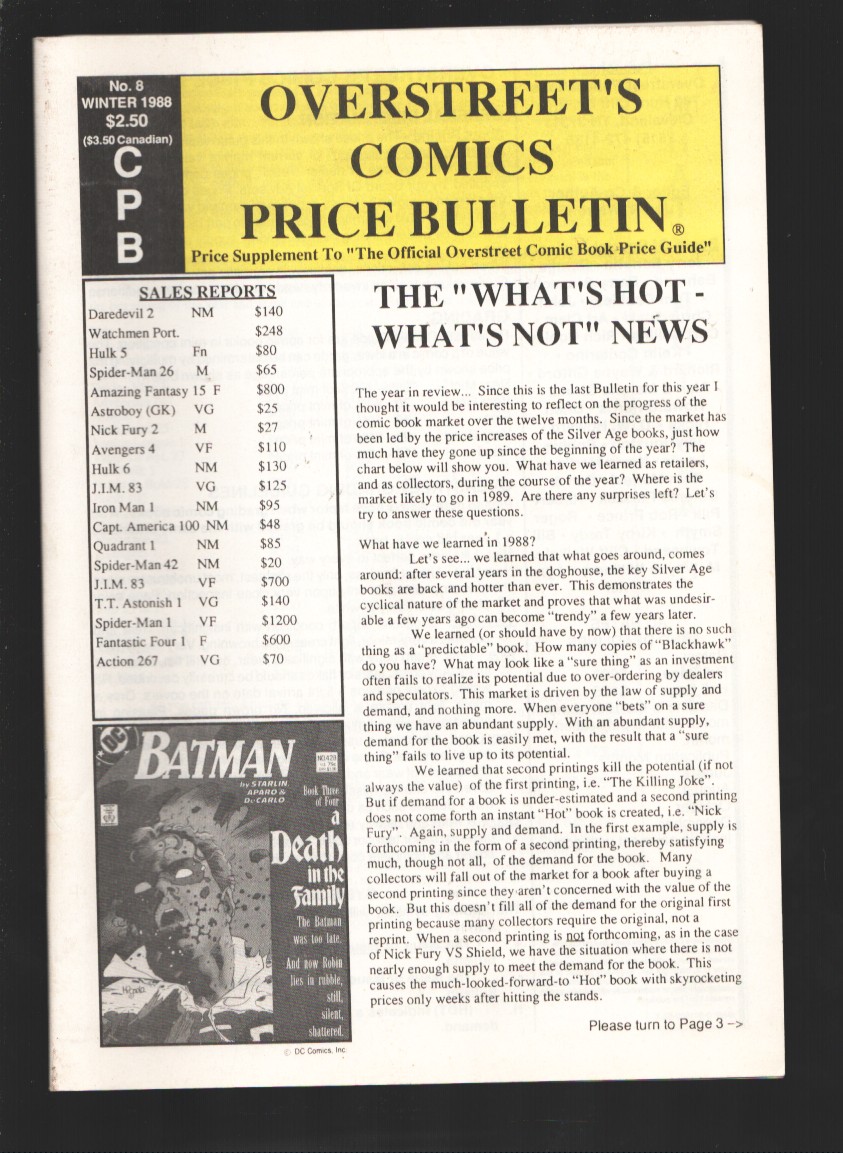 No. 8
WINTER 1988
$2.50
($3.50 Canadian)
C
P
B
OVERSTREET'S
COMICS
PRICE BULLETIN®
Price Supplement To "The Official Overstreet Comic Book Price Guide"
SALES REPORTS
Daredevil 2 NM $140
Watchmen Port. $248
Hulk 5 Fn $80
Spider-Man 26 M $65
Amazing Fantasy 15 F $800
Astroboy (GK) VG $25
Nick Fury 2 M $27
Avengers 4 VF $110
Hulk 6 NM $130
J.I.M. 83 VG $125
Iron Man 1 NM $95
Capt. America 100 NM $48
Quadrant 1 NM $85
Spider-Man 42 NM $20
J.I.M. 83 VF $700
T.T. Astonish 1 VG $140
Spider-Man 1 VF $1200
Fantastic Four 1 F $600
Action 267 VG $70
DC
BATMAN
by STARLIN,
APARO &
DeCARLO
Book Three
of Four
a
Death
in the
Family
The Batman
was too late.
And now Robin
lies in rubble,
still,
silent,
shattered.
© DC Comics, Inc.
THE "WHAT'S HOT -
WHAT'S NOT" NEWS
The year in review... Since this is the last Bulletin for this year I
thought it would be interesting to reflect on the progress of the
comic book market over the twelve months. Since the market has
been led by the price increases of the Silver Age books, just how
much have they gone up since the beginning of the year? The
chart below will show you. What have we learned as retailers,
and as collectors, during the course of the year? Where is the
market likely to go in 1989. Are there any surprises left? Let's
try to answer these questions.
What have we learned in 1988?
Let's see... we learned that what goes around, comes
around: after several years in the doghouse, the key Silver Age
books are back and hotter than ever. This demonstrates the
cyclical nature of the market and proves that what was undesir-
able a few years ago can become "trendy" a few years later.
We learned (or should have by now) that there is no such
thing as a "predictable" book. How many copies of "Blackhawk"
do you have? What may look like a "sure thing" as an investment
often fails to realize its potential due to over-ordering by dealers
and speculators. This market is driven by the law of supply and
demand, and nothing more. When everyone "bets" on a sure
thing we have an abundant supply. With an abundant supply,
demand for the book is easily met, with the result that a "sure
thing" fails to live up to its potential.
We learned that second printings kill the potential (if not
always the value) of the first printing, i.e. "The Killing Joke".
But if demand for a book is under-estimated and a second printing
does not come forth an instant "Hot" book is created, i.e. "Nick
Fury". Again, supply and demand. In the first example, supply is
forthcoming in the form of a second printing, thereby satisfying
much, though not all, of the demand for the book. Many
collectors will fall out of the market for a book after buying a
second printing since they aren't concerned with the value of the
book. But this doesn't fill all of the demand for the original first
printing because many collectors require the original, not a
reprint. When a second printing is not forthcoming, as in the case
of Nick Fury VS Shield, we have the situation where there is not
nearly enough supply to meet the demand for the book. This
causes the much-looked-forward-to "Hot" book with skyrocketing
prices only weeks after hitting the stands.
Please turn to Page 3 –>